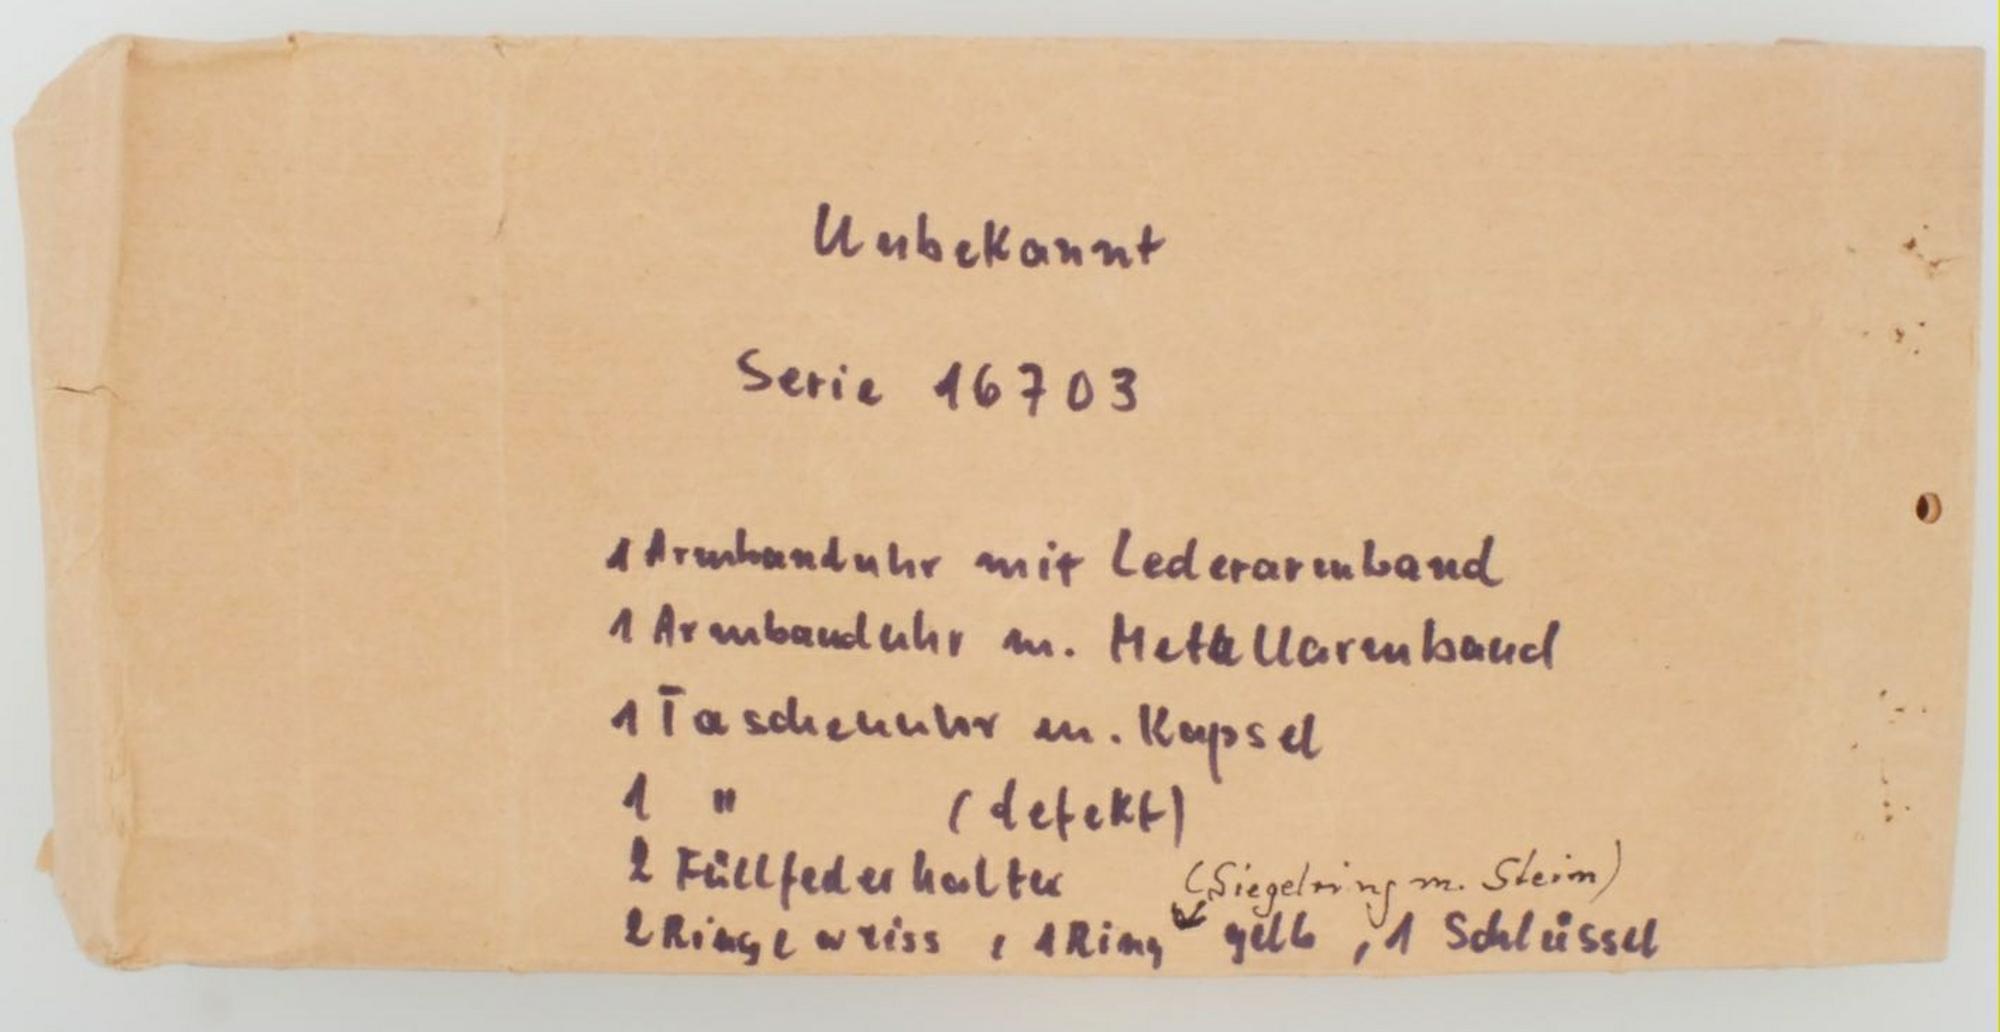 Unbekannt
Serie 16703
1 Armbanduhr mit Lederarmband
1 Armbanduhr m. Metallarmband
1 Taschenuhr m. Kapsel
1 " (defekt)
2 Füllfederhalter
(Siegelring m. Stein)
2 Ringe weiss, 1 Ring gelb, 1 Schlüssel